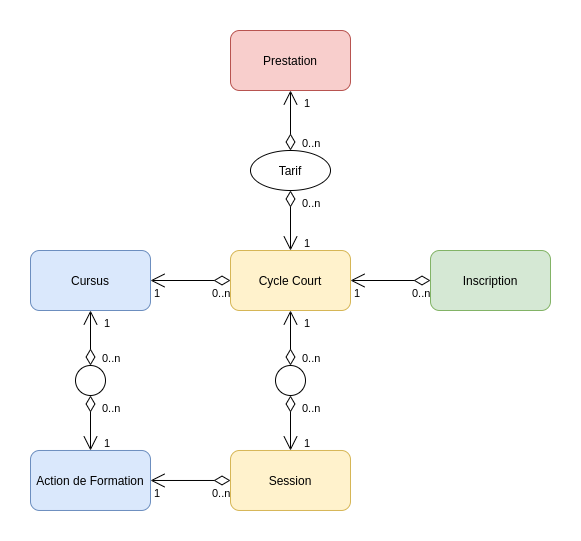 Prestation
1
0..n
Tarif
0..n
1
Cursus
1
0..n
Cycle Court
1
0..n
Inscription
1
1
0..n
0..n
0..n
0..n
1
1
Action de Formation
1
0..n
Session